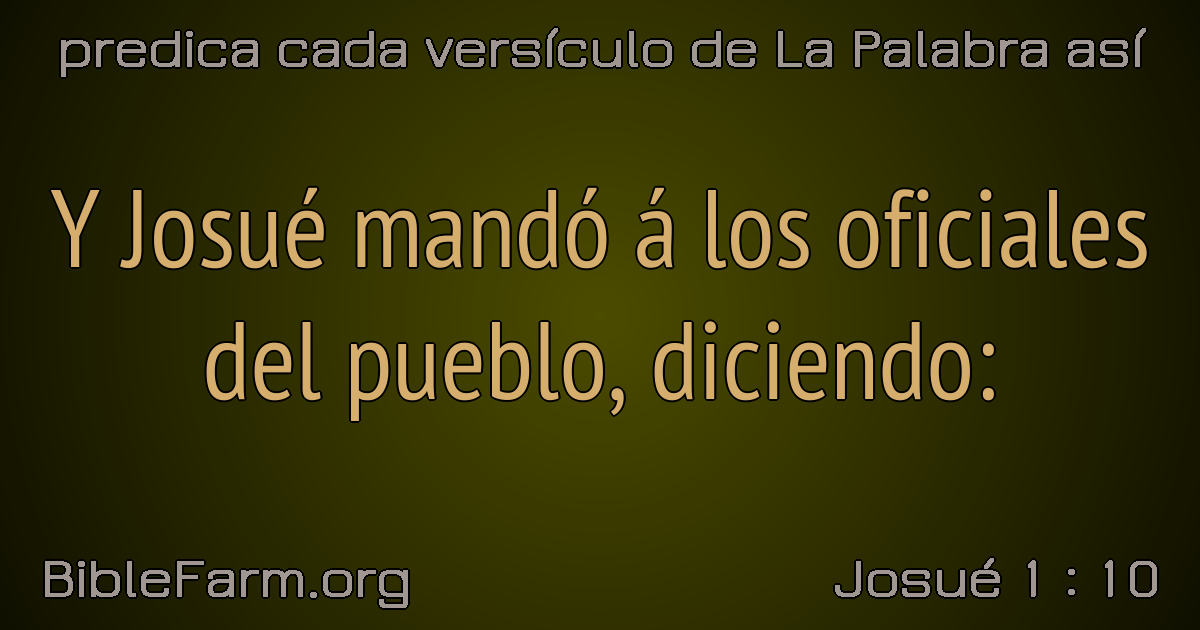 predica cada versículo de La Palabra así
Y Josué mandó á los oficiales
del pueblo, diciendo:
BibleFarm.org
Josué 1 : 10